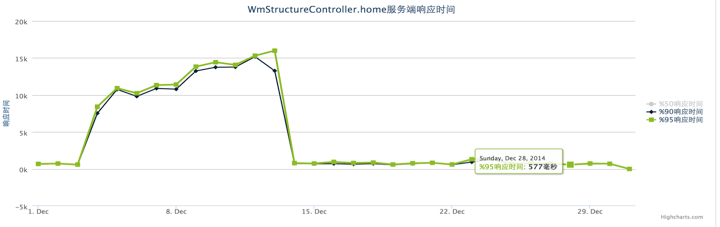 WmStructureController.home服务端响应时间
20k
15k
10k
5k
0k
−5k
响应时间
1. Dec
8. Dec
15. Dec
22. Dec
29. Dec
Sunday, Dec 28, 2014
%95响应时间: 577毫秒
%50响应时间
%90响应时间
%95响应时间
Highcharts.com